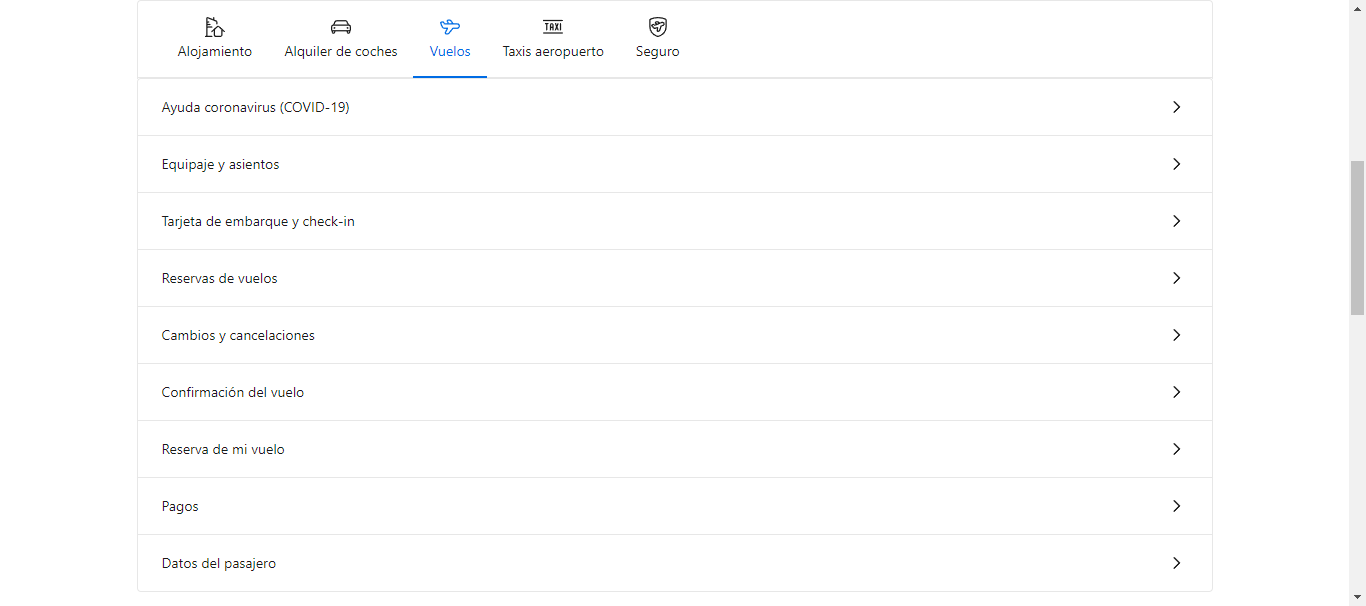 TAXI
Alojamiento
Alquiler de coches
Vuelos
Taxis aeropuerto
Seguro
Ayuda coronavirus (COVID-19)
Equipaje y asientos
Tarjeta de embarque y check-in
Reservas de vuelos
Cambios y cancelaciones
Confirmación del vuelo
Reserva de mi vuelo
Pagos
Datos del pasajero